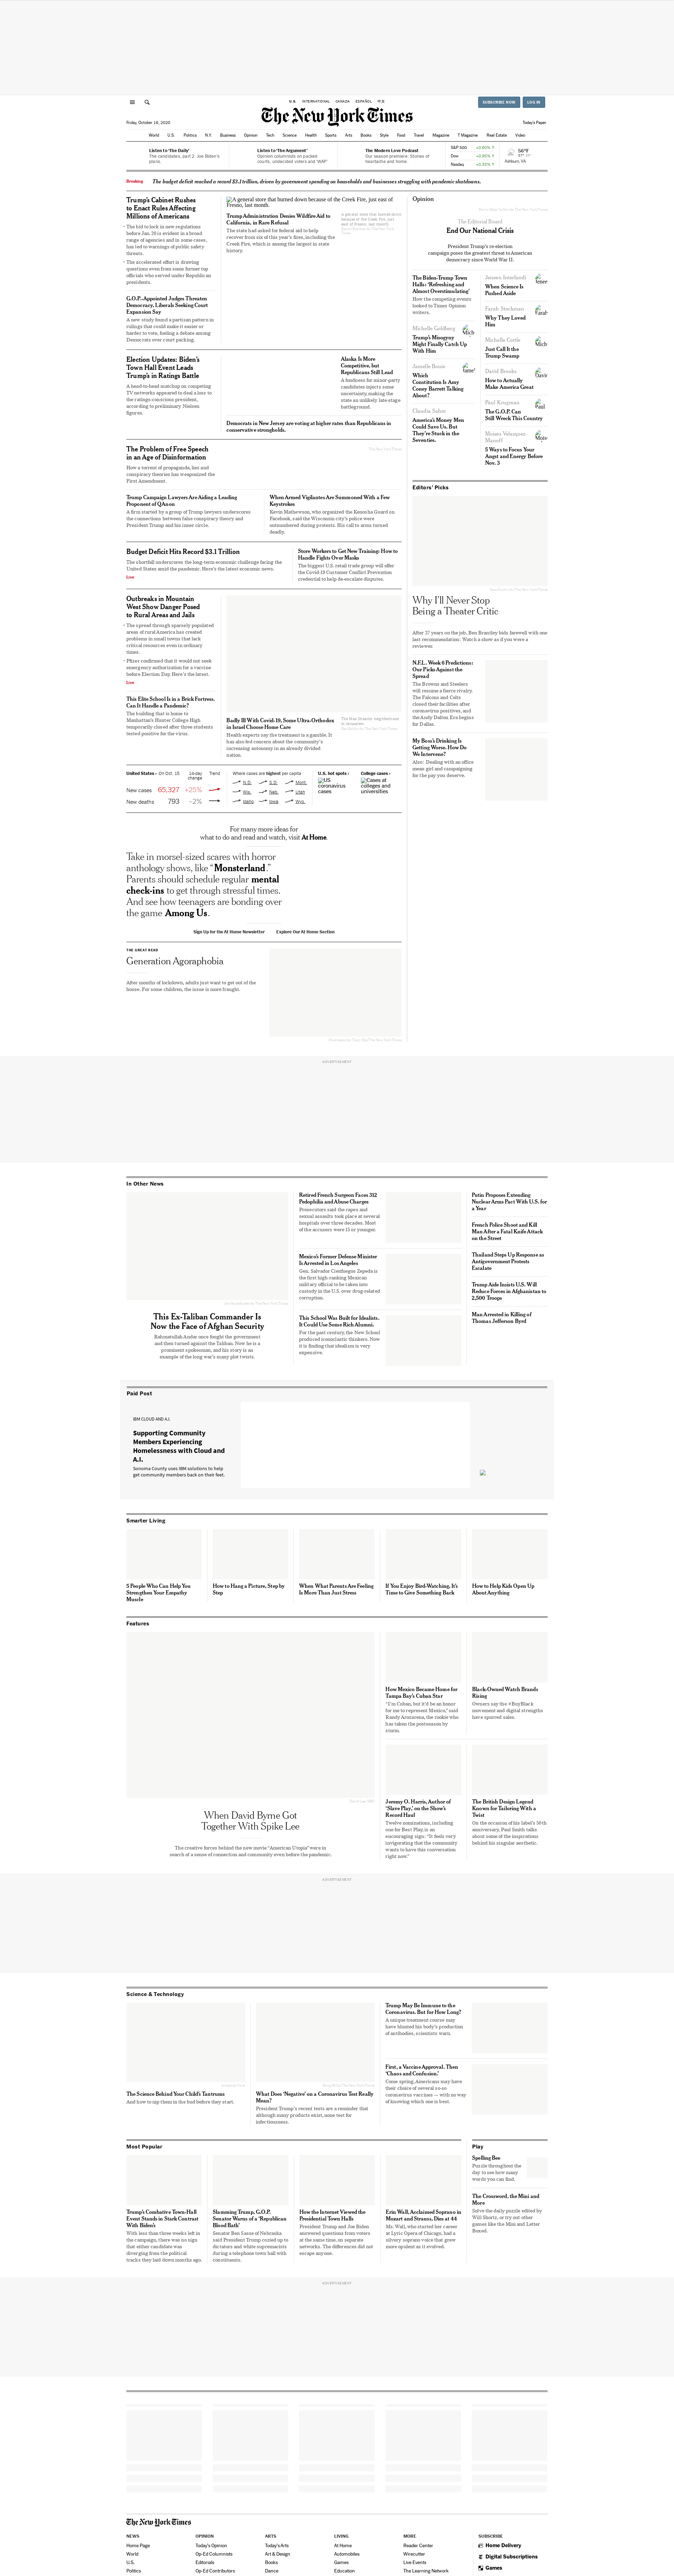 U.S. INTERNATIONAL CANADA ESPAÑOL 中文
SUBSCRIBE NOW LOG IN
The New York Times
Friday, October 16, 2020
Today's Paper
World U.S. Politics N.Y. Business Opinion Tech Science Health Sports Arts Books Style Food Travel Magazine T Magazine Real Estate Video
Listen to 'The Daily'
The candidates, part 2: Joe Biden's plans.
Listen to 'The Argument'
Opinion columnists on packed courts, undecided voters and "WAP"
The Modern Love Podcast
Our season premiere: Stories of heartache and home.
S&P 500
Dow
Nasdaq
56°F
Ashburn, VA
Breaking The budget deficit reached a record $3.1 trillion, driven by government spending on households and businesses struggling with pandemic shutdowns.
Trump's Cabinet Rushes
to Enact Rules Affecting
Millions of Americans
The bid to lock in new regulations
before Jan. 20 is evident in a broad
range of agencies and in some cases,
has led to warnings of public safety
threats.
The accelerated effort is drawing
questions even from some former top
officials who served under Republican
presidents.
G.O.P.-Appointed Judges Threaten
Democracy, Liberals Seeking Court
Expansion Say
A new study found a partisan pattern in
rulings that could make it easier or
harder to vote, fueling a debate among
Democrats over court packing.
A general store that burned down because of the Creek Fire, just east of
Florence, last month.
Trump Administration Denies Wildfire Aid to
California, in Rare Refusal
The state had asked for federal aid to help
recover from six of this year's fires, including the
Creek Fire, which is among the largest in state
history.
Election Updates: Biden's
Town Hall Event Leads
Trump's in Ratings Battle
A head-to-head matchup on competing
TV networks appeared to deal a loss to
the ratings-conscious president,
according to preliminary Nielsen
figures.
Alaska Is More
Competitive, but
Republicans Still Lead
A fondness for minor party
candidates injects some
uncertainty, making the
state an unlikely late-stage
battleground.
Democrats in New Jersey are voting at higher rates than Republicans in
conservative strongholds.
The Problem of Free Speech
in an Age of Disinformation
How a torrent of propaganda, lies and
conspiracy theories has weaponized the
First Amendment.
Trump Campaign Lawyers Are Aiding a Leading
Proponent of QAnon
A firm started by a group of Trump lawyers underscores
the connections between false conspiracy theory and
President Trump and his inner circle.
When Armed Vigilantes Are Summoned With a Few
Keystrokes
Kevin Mathewson, who organized the Kenosha Guard on
Facebook, said the Wisconsin city's police were
outnumbered during protests. His call to arms turned
deadly.
Budget Deficit Hits Record $3.1 Trillion
The shortfall underscores the long-term economic challenge facing the
United States amid the pandemic. Here's the latest economic news.
Live
Store Workers to Get New Training: How to
Handle Fights Over Masks
The biggest U.S. retail trade group will offer
the Covid-19 Customer Conflict Prevention
credential to help de-escalate disputes.
Outbreaks in Mountain
West Show Danger Posed
to Rural Areas and Jails
The spread through sparsely populated
areas of rural America has created
problems in small towns that lack
critical resources even in ordinary
times.
Pfizer confirmed that it would not seek
emergency authorization for a vaccine
before Election Day. Here's the latest.
Live
This Elite School Is in a Brick Fortress.
Can It Handle a Pandemic?
The building that is home to
Manhattan's Hunter College High
temporarily closed after three students
tested positive for the virus.
Badly Ill With Covid-19, Some Ultra-Orthodox
in Israel Choose Home Care
Health experts say the treatment is a gamble. It
has also fed concern about the community's
increasing autonomy in an already divided
nation.
United States › On Oct. 15 14-day change Trend
New cases 65,327 +25%
New deaths 793 –2%
Where cases are highest per capita
N.D. S.D. Mont.
Wis. Neb. Utah
Idaho Iowa Wyo.
U.S. hot spots ›
US coronavirus cases
College cases ›
Cases at colleges and universities
For many more ideas for
what to do and read and watch, visit At Home.
Take in morsel-sized scares with horror
anthology shows, like "Monsterland."
Parents should schedule regular mental
check-ins to get through stressful times.
And see how teenagers are bonding over
the game Among Us.
Sign Up for the At Home Newsletter Explore Our At Home Section
THE GREAT READ
Generation Agoraphobia
After months of lockdown, adults just want to get out of the
house. For some children, the issue is more fraught.
Opinion
The Editorial Board
End Our National Crisis
President Trump's re-election
campaign poses the greatest threat to American
democracy since World War II.
The Biden-Trump Town
Halls: 'Refreshing and
Almost Overstimulating'
How the competing events
looked to Times Opinion
writers.
Michelle Goldberg
Trump's Misogyny
Might Finally Catch Up
With Him
Jamelle Bouie
Which
Constitution Is Amy
Coney Barrett Talking
About?
Claudia Sahm
America's Money Men
Could Save Us. But
They're Stuck in the
Seventies.
Jeneen Interlandi
When Science Is
Pushed Aside
Farah Stockman
Why They Loved
Him
Michelle Cottle
Just Call It the
Trump Swamp
David Brooks
How to Actually
Make America Great
Paul Krugman
The G.O.P. Can
Still Wreck This Country
Moises Velasquez-
Manoff
5 Ways to Focus Your
Angst and Energy Before
Nov. 3
Editors' Picks
Why I'll Never Stop
Being a Theater Critic
After 27 years on the job, Ben Brantley bids farewell with one
last recommendation: Watch a show as if you were a
reviewer.
N.F.L. Week 6 Predictions:
Our Picks Against the
Spread
The Browns and Steelers
will resume a fierce rivalry.
The Falcons and Colts
closed their facilities after
coronavirus positives, and
the Andy Dalton Era begins
for Dallas.
My Boss's Drinking Is
Getting Worse. How Do
We Intervene?
Also: Dealing with an office
mean girl and campaigning
for the pay you deserve.
ADVERTISEMENT
In Other News
This Ex-Taliban Commander Is
Now the Face of Afghan Security
Rahmatullah Andar once fought the government
and then turned against the Taliban. Now he is a
prominent spokesman, and his story is an
example of the long war's many plot twists.
Retired French Surgeon Faces 312
Pedophilia and Abuse Charges
Prosecutors said the rapes and
sexual assaults took place at several
hospitals over three decades. Most
of the accusers were 15 or younger.
Mexico's Former Defense Minister
Is Arrested in Los Angeles
Gen. Salvador Cienfuegos Zepeda is
the first high-ranking Mexican
military official to be taken into
custody in the U.S. over drug-related
corruption.
This School Was Built for Idealists.
It Could Use Some Rich Alumni.
For the past century, the New School
produced iconoclastic thinkers. Now
it is finding that idealism is very
expensive.
Putin Proposes Extending
Nuclear Arms Pact With U.S. for
a Year
French Police Shoot and Kill
Man After a Fatal Knife Attack
on the Street
Thailand Steps Up Response as
Antigovernment Protests
Escalate
Trump Aide Insists U.S. Will
Reduce Forces in Afghanistan to
2,500 Troops
Man Arrested in Killing of
Thomas Jefferson Byrd
Paid Post
IBM CLOUD AND A.I.
Supporting Community
Members Experiencing
Homelessness with Cloud and
A.I.
Sonoma County uses IBM solutions to help
get community members back on their feet.
Smarter Living
5 People Who Can Help You
Strengthen Your Empathy
Muscle
How to Hang a Picture, Step by
Step
When What Parents Are Feeling
Is More Than Just Stress
If You Enjoy Bird-Watching, It's
Time to Give Something Back
How to Help Kids Open Up
About Anything
Features
When David Byrne Got
Together With Spike Lee
The creative forces behind the new movie "American Utopia" were in
search of a sense of connection and community even before the pandemic.
How Mexico Became Home for
Tampa Bay's Cuban Star
"I'm Cuban, but it'd be an honor
for me to represent Mexico," said
Randy Arozarena, the rookie who
has taken the postseason by
storm.
Black-Owned Watch Brands
Rising
Owners say the #BuyBlack
movement and digital strengths
have spurred sales.
Jeremy O. Harris, Author of
'Slave Play,' on the Show's
Record Haul
Twelve nominations, including
one for Best Play, is an
encouraging sign: "It feels very
invigorating that the community
wants to have this conversation
right now."
The British Design Legend
Known for Tailoring With a
Twist
On the occasion of his label's 50th
anniversary, Paul Smith talks
about some of the inspirations
behind his singular aesthetic.
ADVERTISEMENT
Science & Technology
The Science Behind Your Child's Tantrums
And how to nip them in the bud before they start.
What Does 'Negative' on a Coronavirus Test Really
Mean?
President Trump's recent tests are a reminder that
although many products exist, none test for
infectiousness.
Trump May Be Immune to the
Coronavirus. But for How Long?
A unique treatment course may
have blunted his body's production
of antibodies, scientists warn.
First, a Vaccine Approval. Then
'Chaos and Confusion.'
Come spring, Americans may have
their choice of several so-so
coronavirus vaccines — with no way
of knowing which one is best.
Most Popular
Trump's Combative Town-Hall
Event Stands in Stark Contrast
With Biden's
With less than three weeks left in
the campaign, there was no sign
that either candidate was
diverging from the political
tracks they laid down months ago.
Slamming Trump, G.O.P.
Senator Warns of a 'Republican
Blood Bath'
Senator Ben Sasse of Nebraska
said President Trump cozied up to
dictators and white supremacists
during a telephone town hall with
constituents.
How the Internet Viewed the
Presidential Town Halls
President Trump and Joe Biden
answered questions from voters
at the same time, on separate
networks. The differences did not
escape anyone.
Erin Wall, Acclaimed Soprano in
Mozart and Strauss, Dies at 44
Ms. Wall, who started her career
at Lyric Opera of Chicago, had a
silvery soprano voice that grew
more opulent as it evolved.
Play
Spelling Bee
Puzzle throughout the
day to see how many
words you can find.
The Crossword, the Mini and
More
Solve the daily puzzle edited by
Will Shortz, or try out other
games like the Mini and Letter
Boxed.
ADVERTISEMENT
The New York Times
NEWS OPINION ARTS LIVING MORE SUBSCRIBE
Home Page Today's Opinion Today's Arts At Home Reader Center Home Delivery
World Op-Ed Columnists Art & Design Automobiles Wirecutter Digital Subscriptions
U.S. Editorials Books Games Live Events Games
Politics Op-Ed Contributors Dance Education The Learning Network